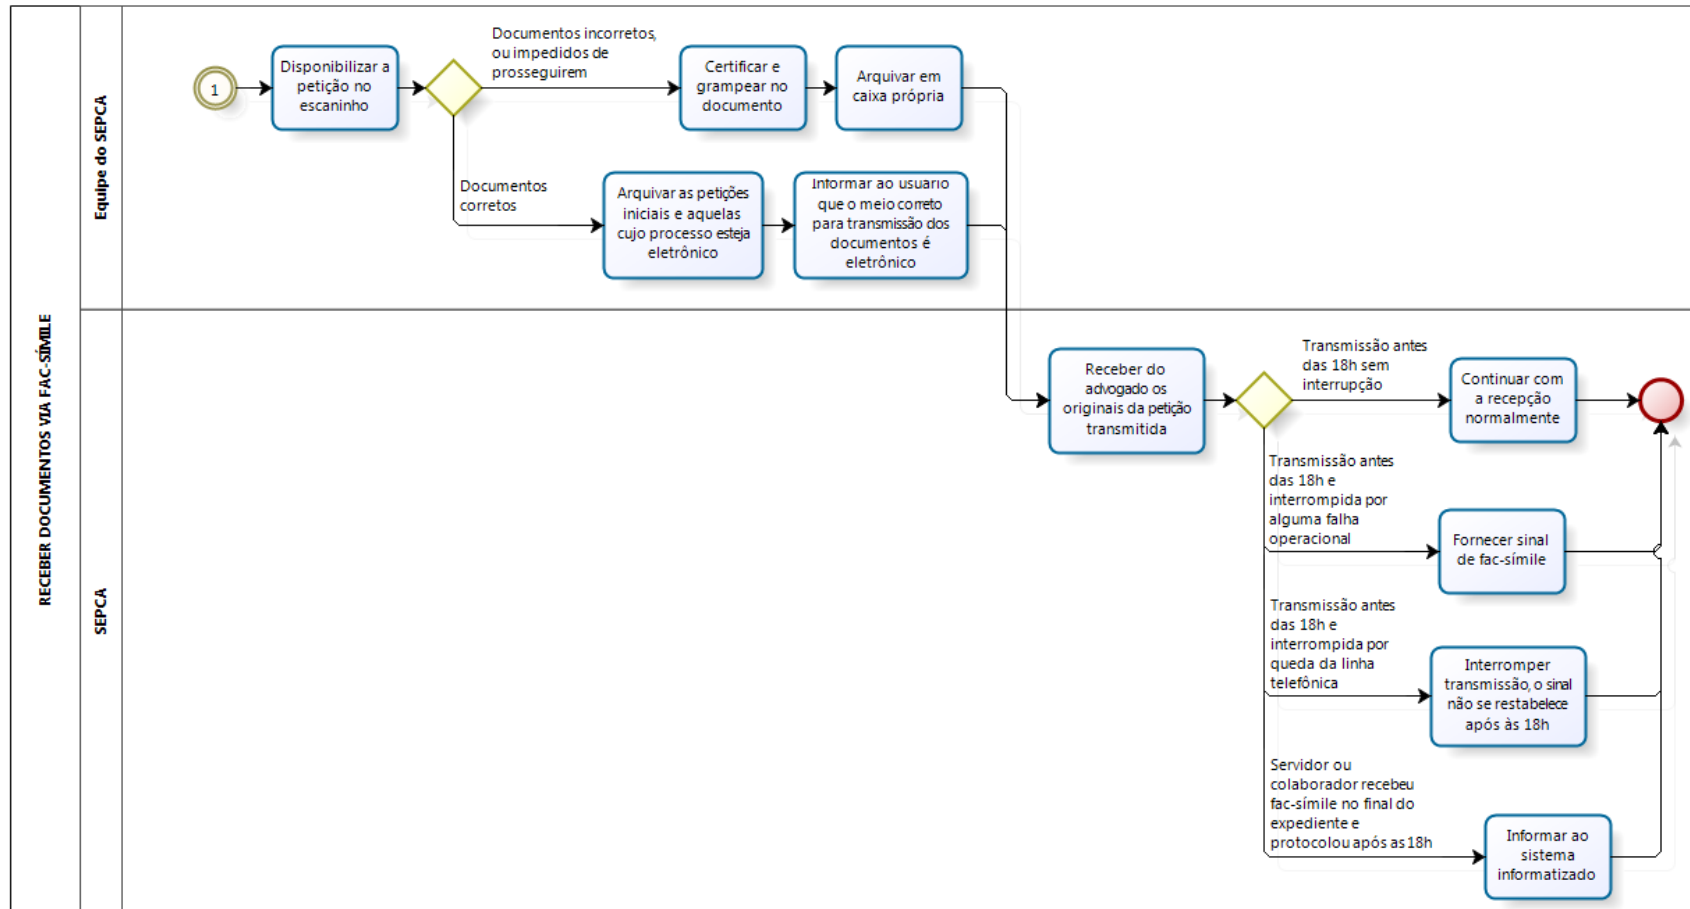 RECEBER DOCUMENTOS VIA FAC-SÍMILE
Equipe do SEPCA
1
Disponibilizar a
petição no
escaninho
Documentos incorretos,
ou impedidos de
prosseguirem
Certificar e
grampear no
documento
Arquivar em
caixa própria
Documentos
corretos
Arquivar as petições
iniciais e aquelas
cujo processo esteja
eletrônico
Informar ao usuário
que o meio correto
para transmissão dos
documentos é
eletrônico
SEPCA
Receber do
advogado os
originais da petição
transmitida
Transmissão antes
das 18h sem
interrupção
Continuar com
a recepção
normalmente
Transmissão antes
das 18h e
interrompida por
alguma falha
operacional
Fornecer sinal
de fac-símile
Transmissão antes
das 18h e
interrompida por
queda da linha
telefônica
Interromper
transmissão, o sinal
não se restabelece
após às 18h
Servidor ou
colaborador recebeu
fac-símile no final do
expediente e
protocolou após as 18h
Informar ao
sistema
informatizado